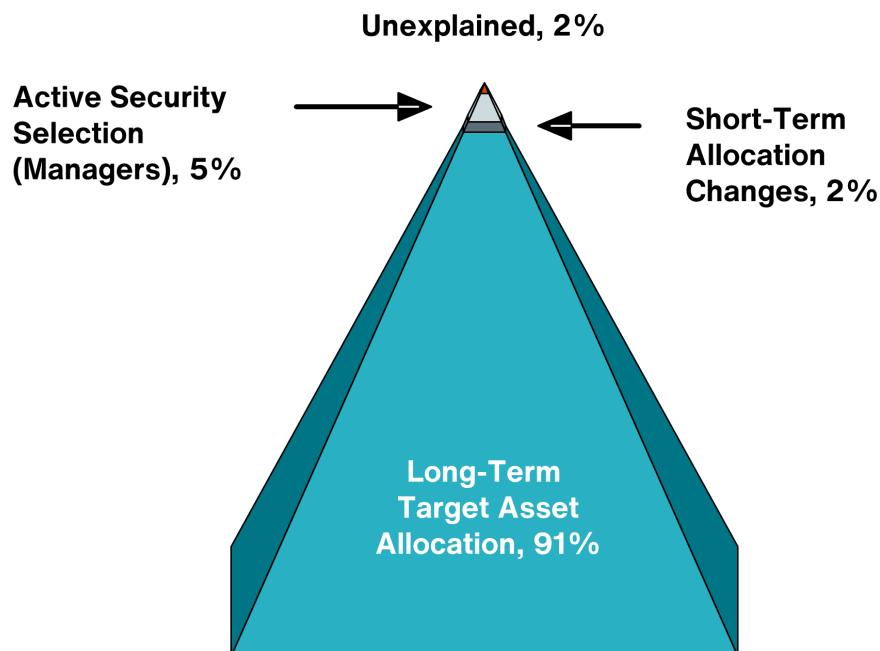 Unexplained, 2%
Active Security
Selection
(Managers), 5%
Short-Term
Allocation
Changes, 2%
Long-Term
Target Asset
Allocation, 91%